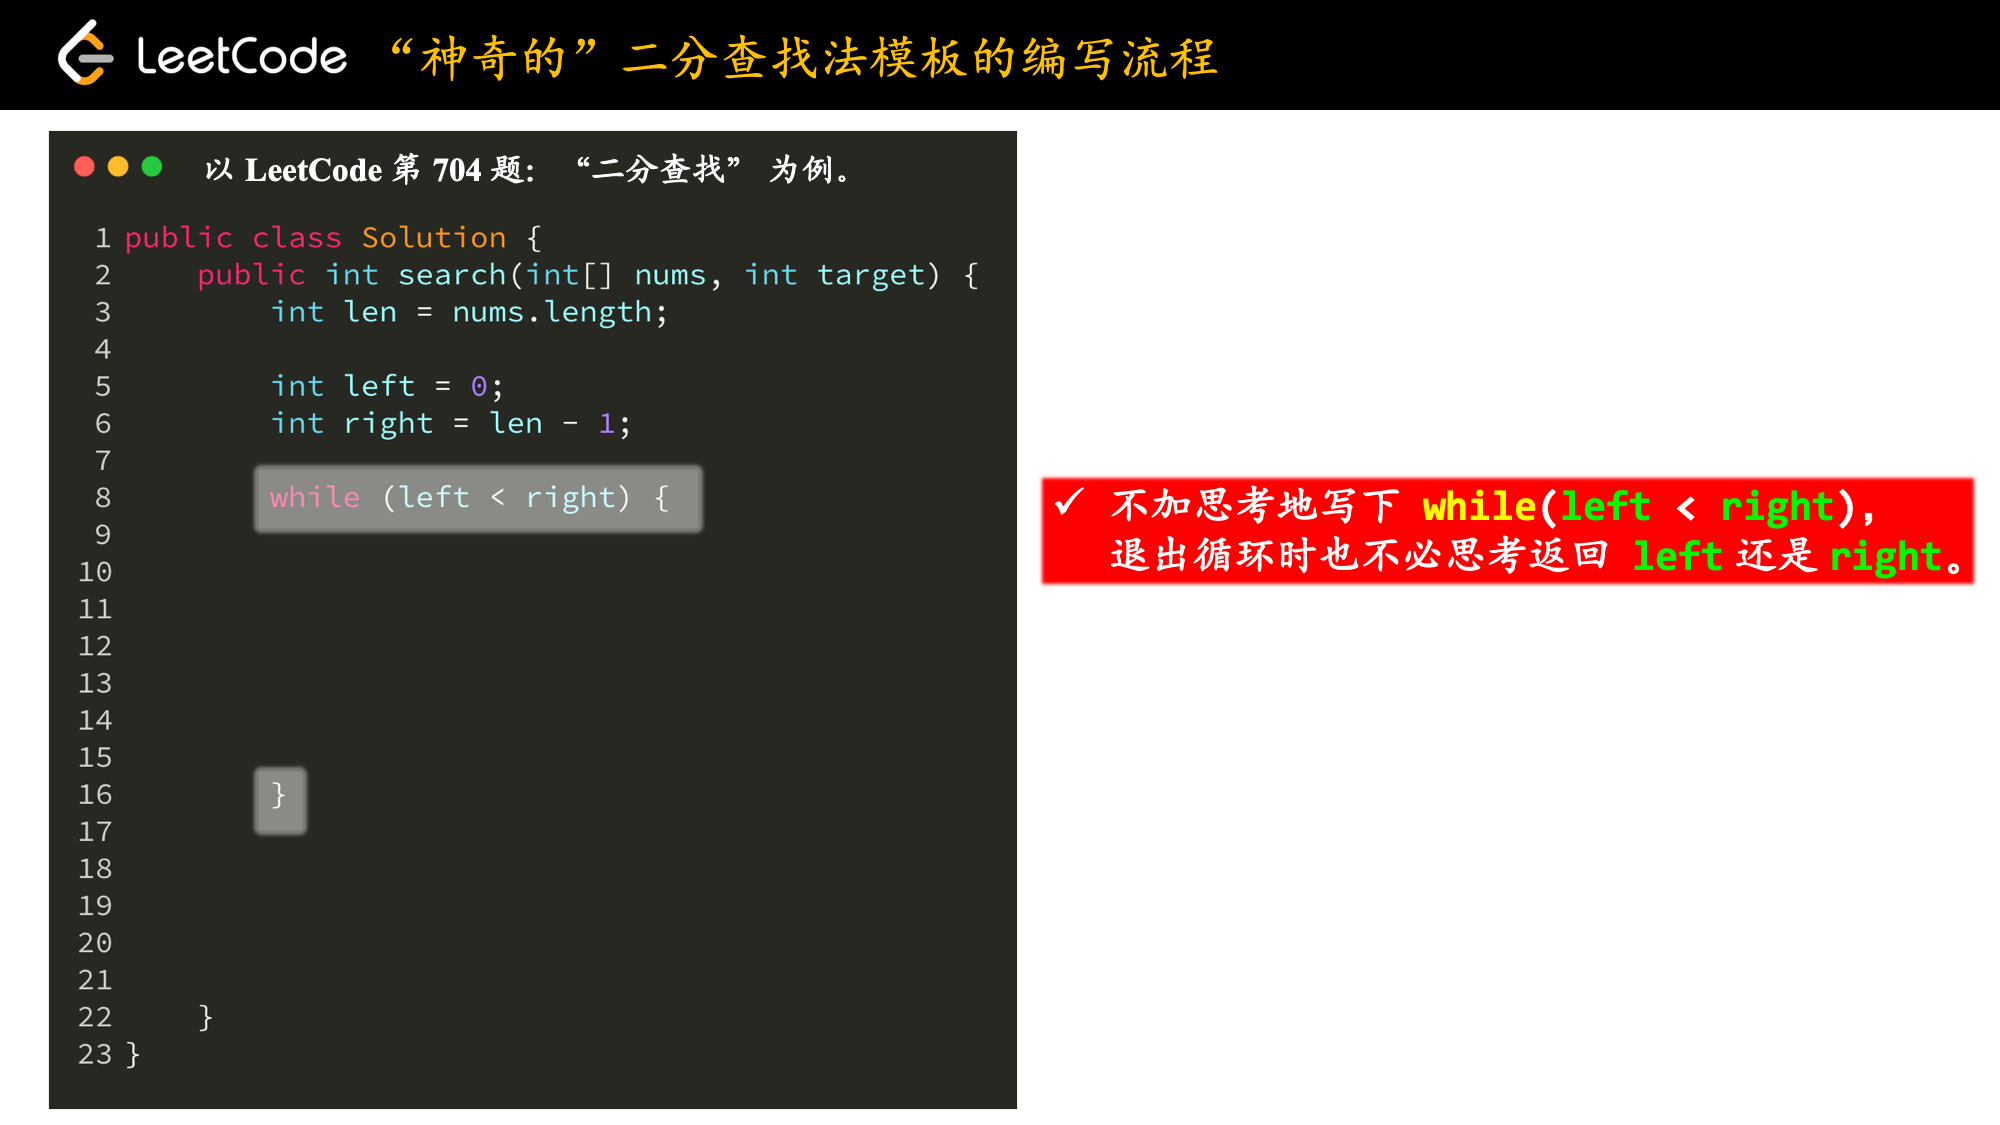 LeetCode “神奇的”二分查找法模板的编写流程
以 LeetCode 第 704 题：“二分查找” 为例。
1 public class Solution {
2     public int search(int[] nums, int target) {
3         int len = nums.length;
4
5         int left = 0;
6         int right = len - 1;
7
8         while (left < right) {
9
10
11
12
13
14
15
16         }
17
18
19
20
21
22     }
23 }
✓ 不加思考地写下 while(left < right),
退出循环时也不必思考返回 left 还是 right。